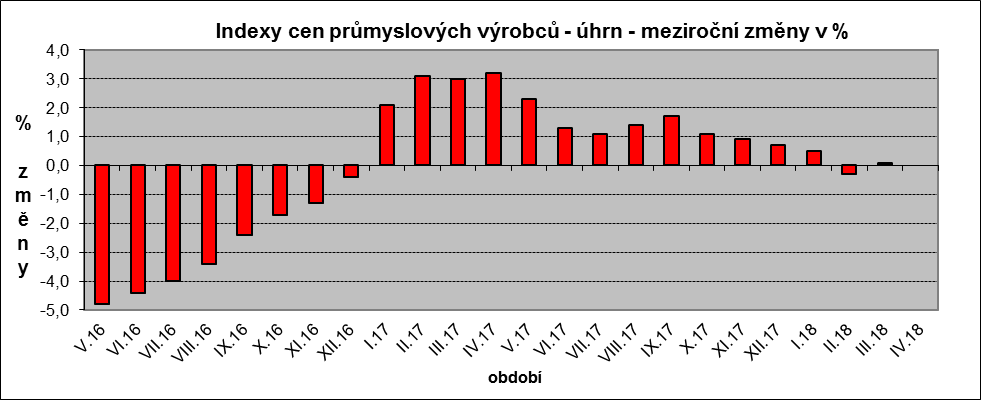 Indexy cen průmyslových výrobců - úhrn - meziroční změny v %
4,0
3,0
2,0
1,0
0,0
-1,0
-2,0
-3,0
-4,0
-5,0
% změny
V.16
VI.16
VII.16
VIII.16
IX.16
X.16
XI.16
XII.16
I.17
II.17
III.17
IV.17
V.17
VI.17
VII.17
VIII.17
IX.17
X.17
XI.17
XII.17
I.18
II.18
III.18
IV.18
období